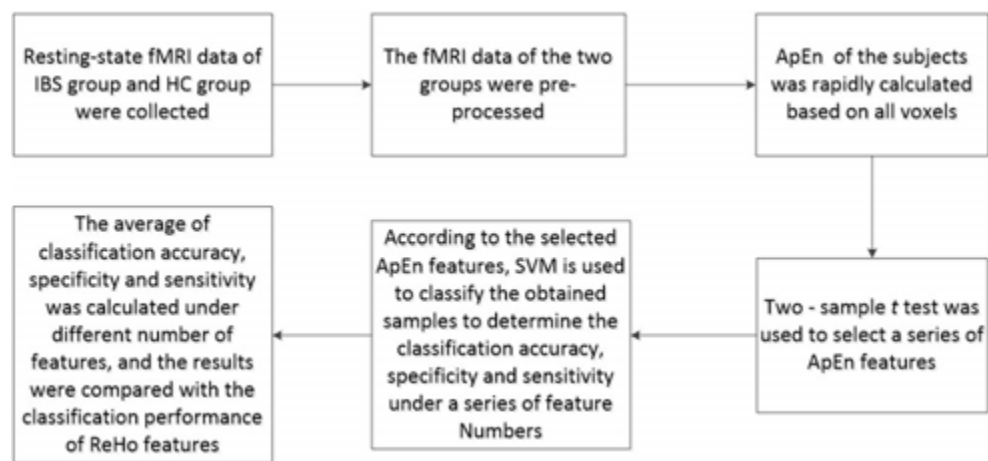 Resting-state fMRI data of
IBS group and HC group
were collected
The fMRI data of the two
groups were pre-
processed
ApEn of the subjects
was rapidly calculated
based on all voxels
Two - sample t test was
used to select a series of
ApEn features
According to the selected
ApEn features, SVM is used
to classify the obtained
samples to determine the
classification accuracy,
specificity and sensitivity
under a series of feature
Numbers
The average of
classification accuracy,
specificity and sensitivity
was calculated under
different number of
features, and the results
were compared with the
classification performance
of ReHo features